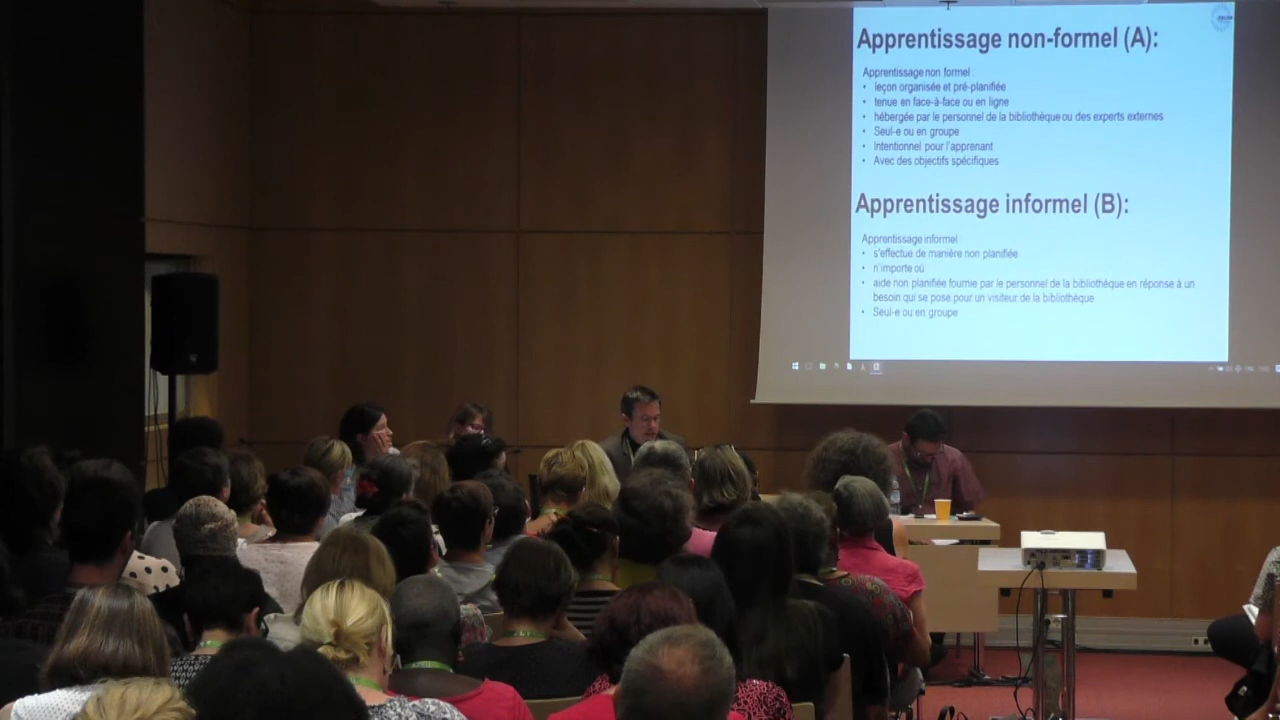 Apprentissage non-formel (A):
Apprentissage non formel :
• leçon organisée et pré-planifiée
• tenue en face-à-face ou en ligne
• hébergée par le personnel de la bibliothèque ou des experts externes
• Seul-e ou en groupe
• Intentionnel pour l'apprenant
• Avec des objectifs spécifiques
Apprentissage informel (B):
Apprentissage informel
• s'effectue de manière non planifiée
• n'importe où
• aide non planifiée fournie par le personnel de la bibliothèque en réponse à un
besoin qui se pose pour un visiteur de la bibliothèque
• Seul-e ou en groupe